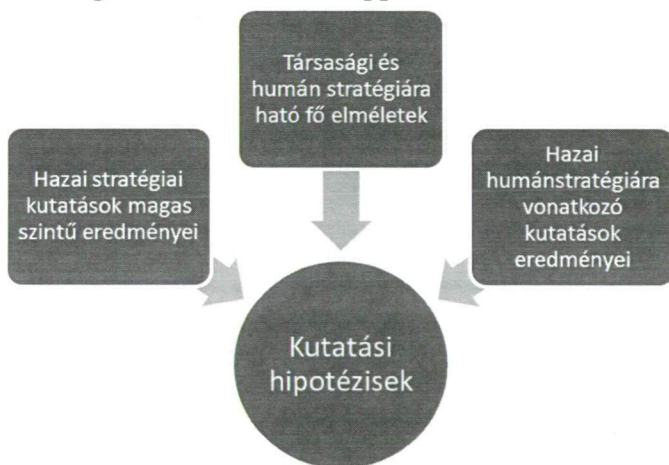 Társasági és
humán stratégiára
ható fő elméletek
Hazai stratégiai
kutatások magas
szintű eredményei
Hazai
humánstratégiára
vonatkozó
kutatások
eredményei
Kutatási
hipotézisek